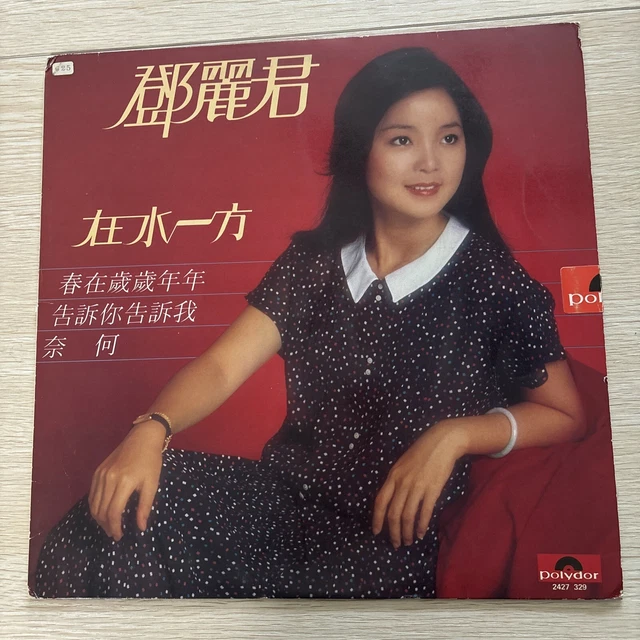 鄧麗君
在水一方
春在歲歲年年
告訴你告訴我
奈何
pol
polydor
2427 329